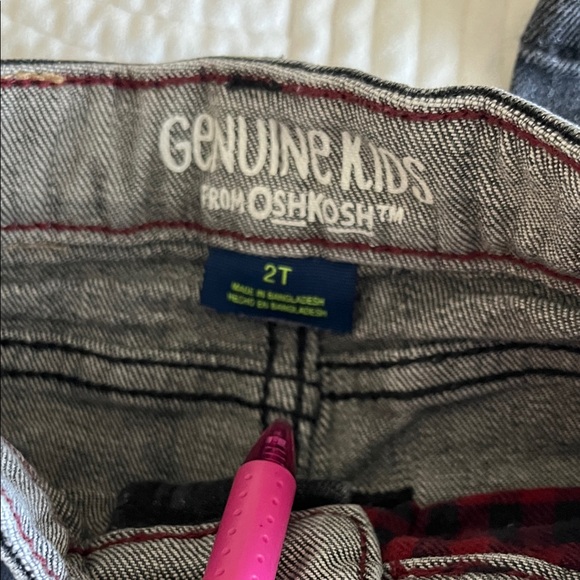 GENUINE KIDS
FROM OSHKOSH™
2T
MADE IN BANGLADESH
HECHO EN BANGLADESH